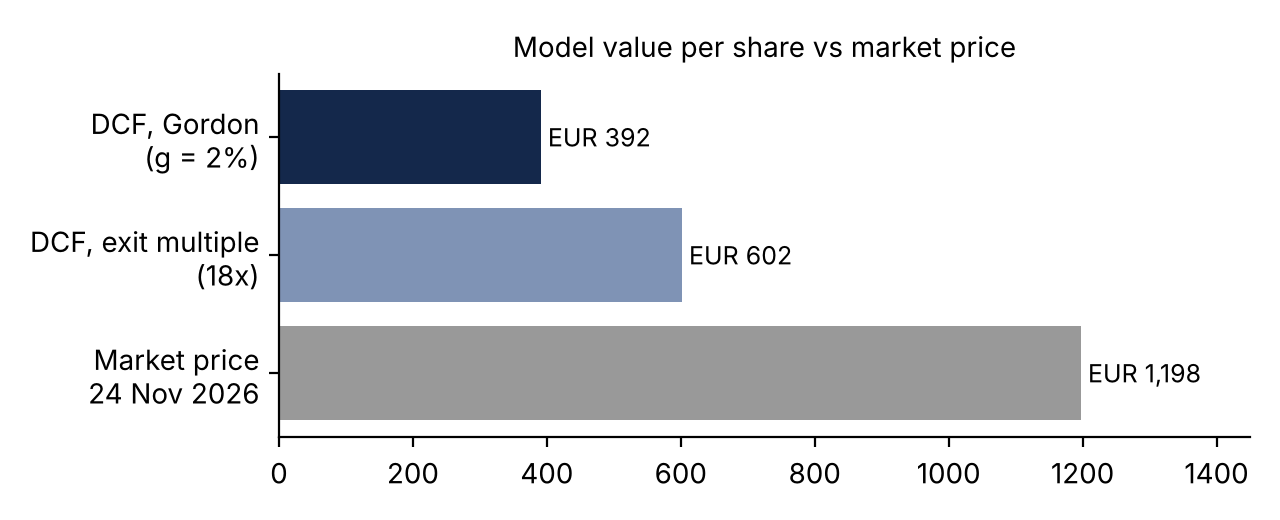 Model value per share vs market price
DCF, Gordon
(g = 2%)
EUR 392
DCF, exit multiple
(18x)
EUR 602
Market price
24 Nov 2026
EUR 1,198
0 200 400 600 800 1000 1200 1400